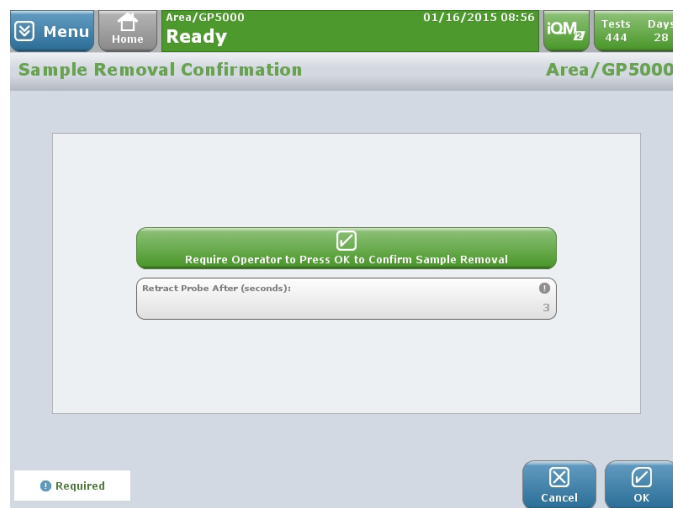 Menu
Home
Area/GP5000
01/16/2015 08:56
Ready
iQM2
Tests Days
444 28
Sample Removal Confirmation
Area/GP5000
Require Operator to Press OK to Confirm Sample Removal
Retract Probe After (seconds):
3
Required
Cancel
OK